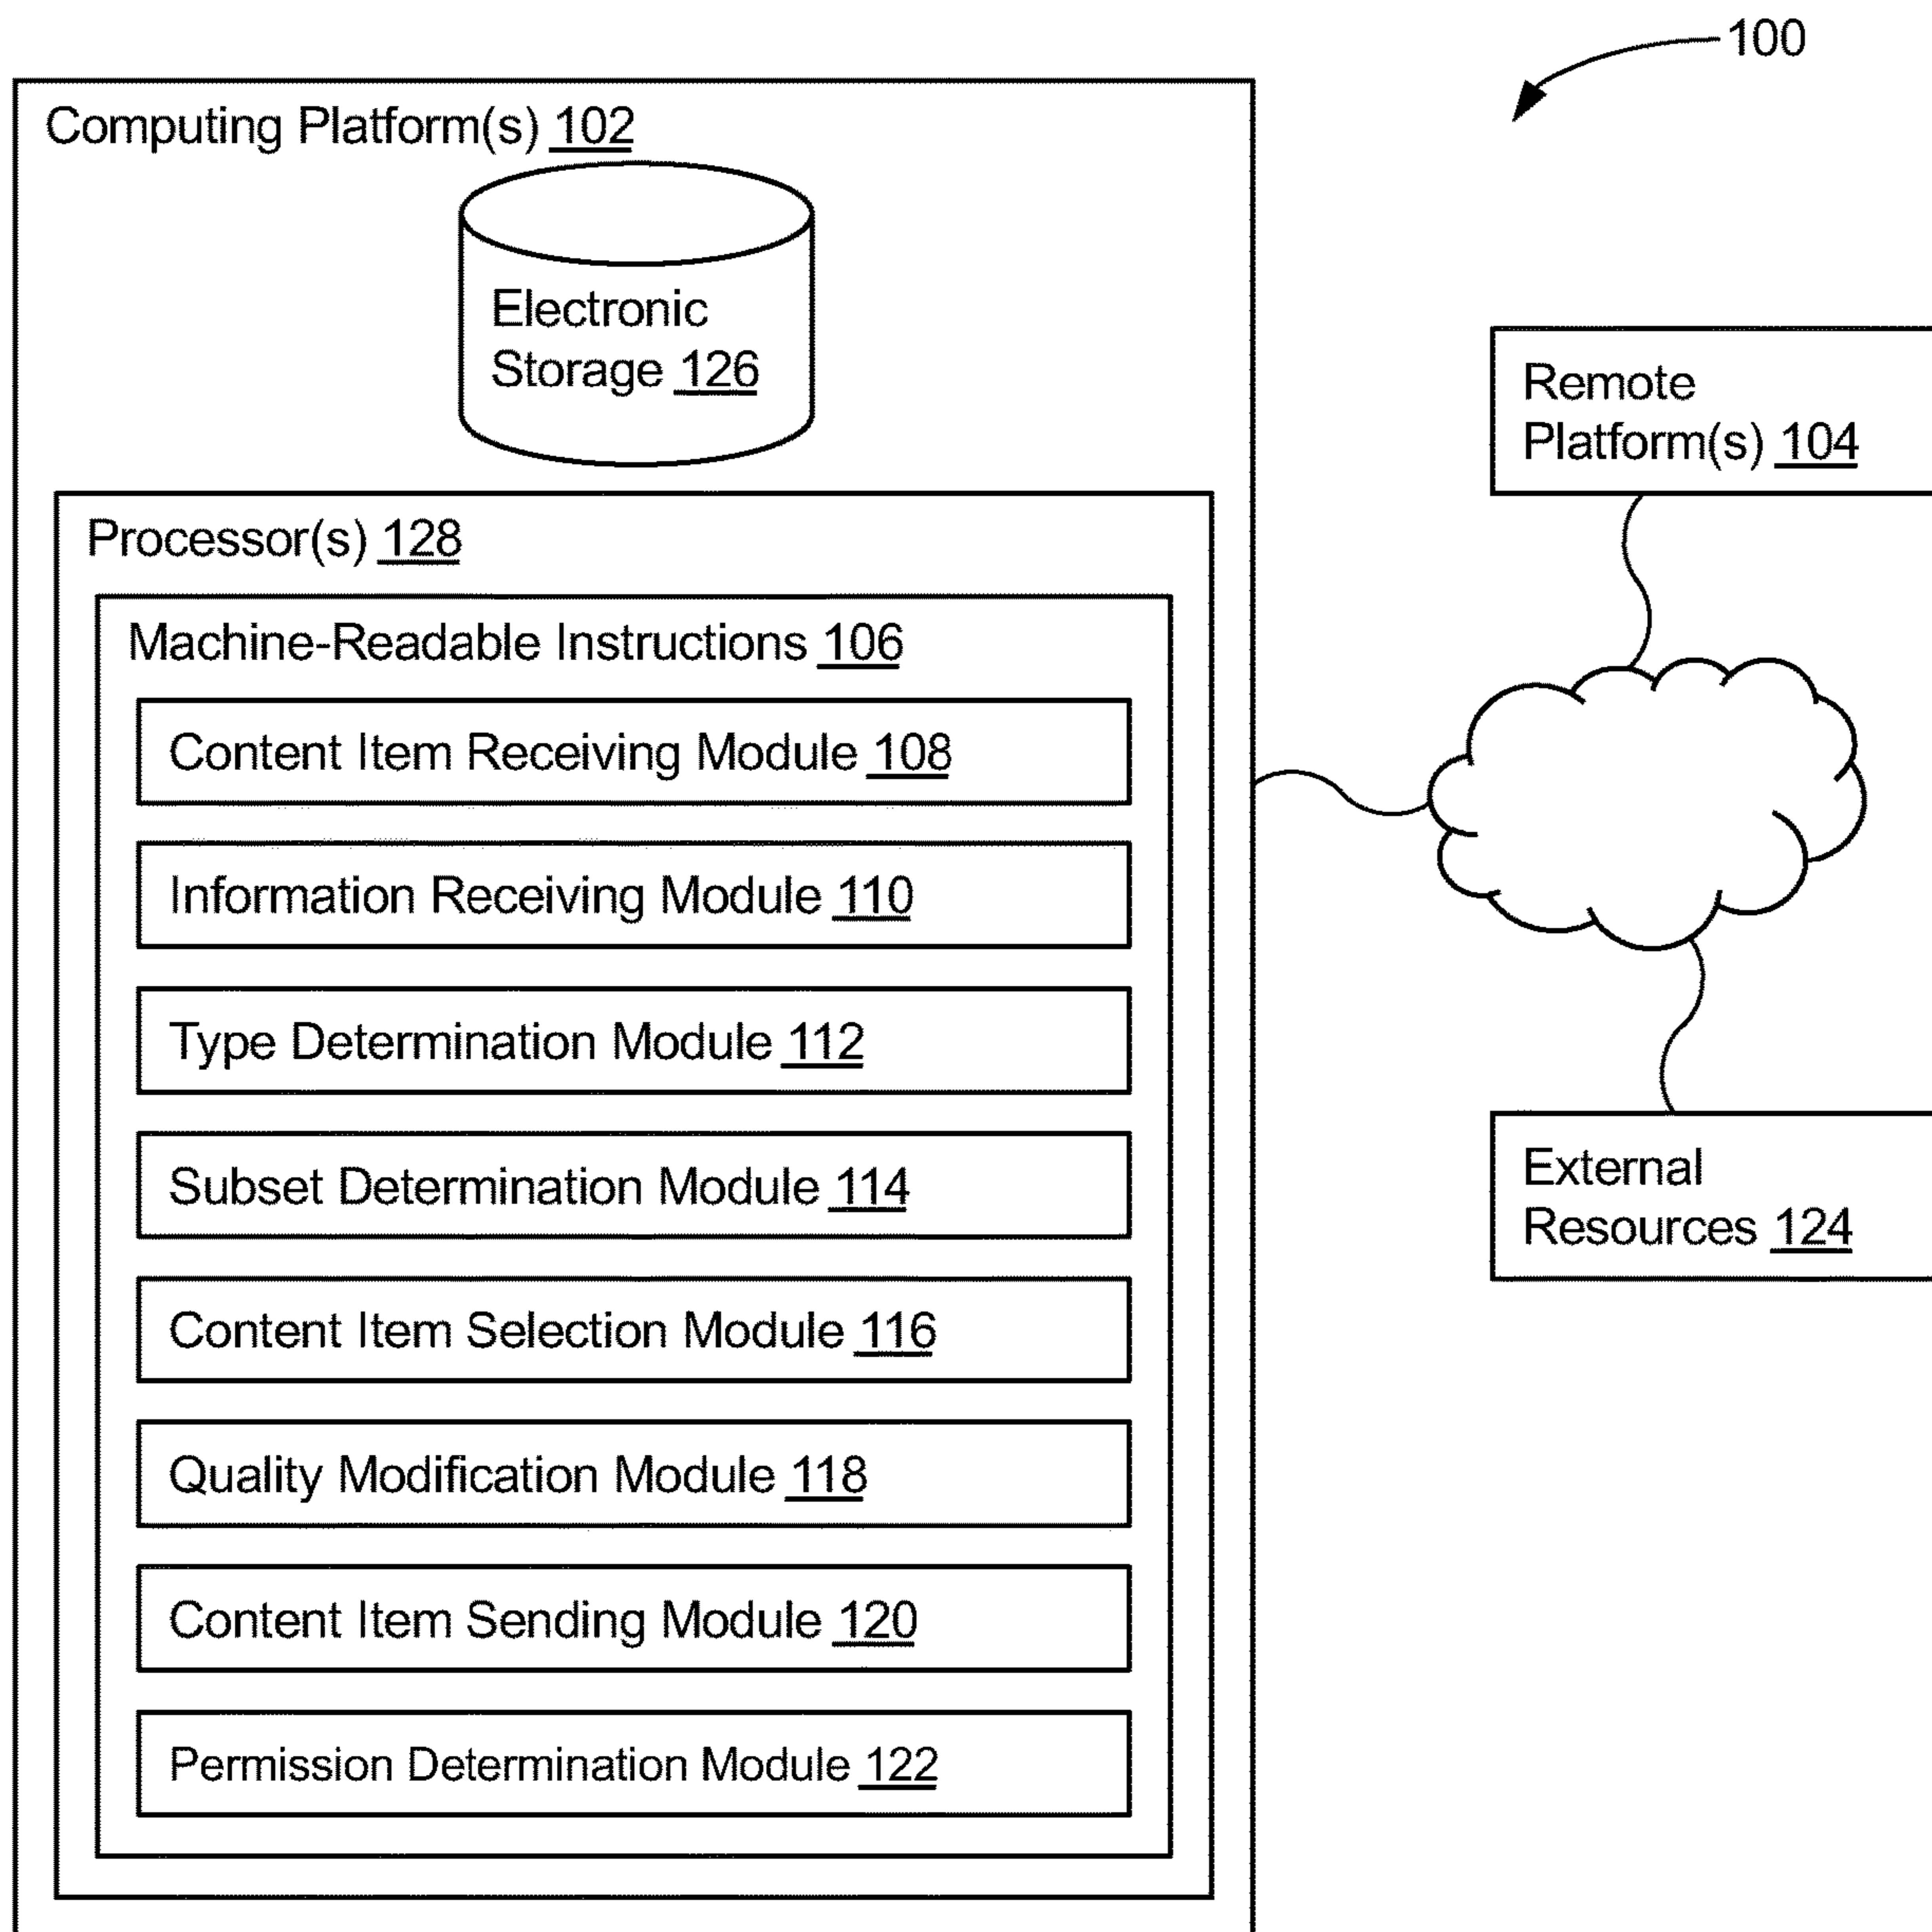 100
Computing Platform(s) 102
Electronic
Storage 126
Remote
Platform(s) 104
Processor(s) 128
Machine-Readable Instructions 106
Content Item Receiving Module 108
Information Receiving Module 110
Type Determination Module 112
Subset Determination Module 114
External
Resources 124
Content Item Selection Module 116
Quality Modification Module 118
Content Item Sending Module 120
Permission Determination Module 122